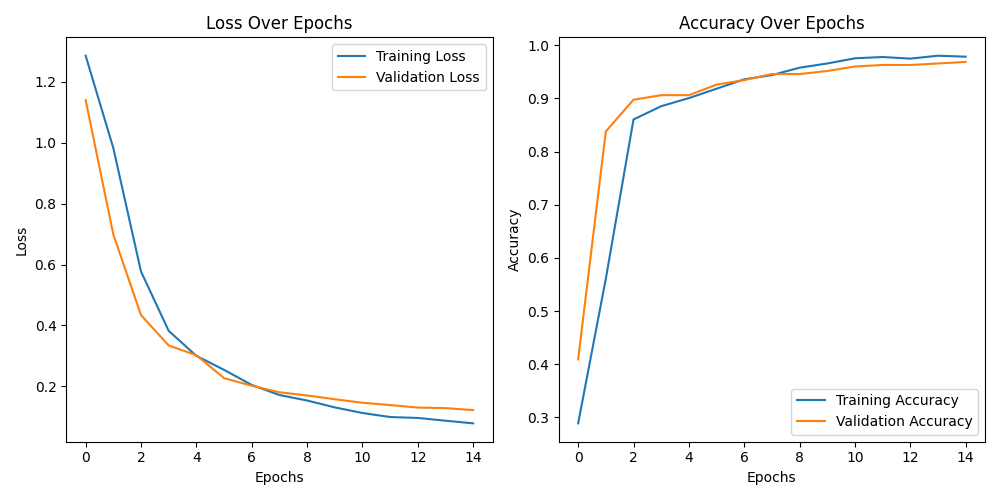 Loss Over Epochs
Training Loss
Validation Loss
1.2
1.0
0.8
0.6
0.4
0.2
Loss
0 2 4 6 8 10 12 14
Epochs
Accuracy Over Epochs
1.0
0.9
0.8
0.7
0.6
0.5
0.4
0.3
Accuracy
Training Accuracy
Validation Accuracy
0 2 4 6 8 10 12 14
Epochs